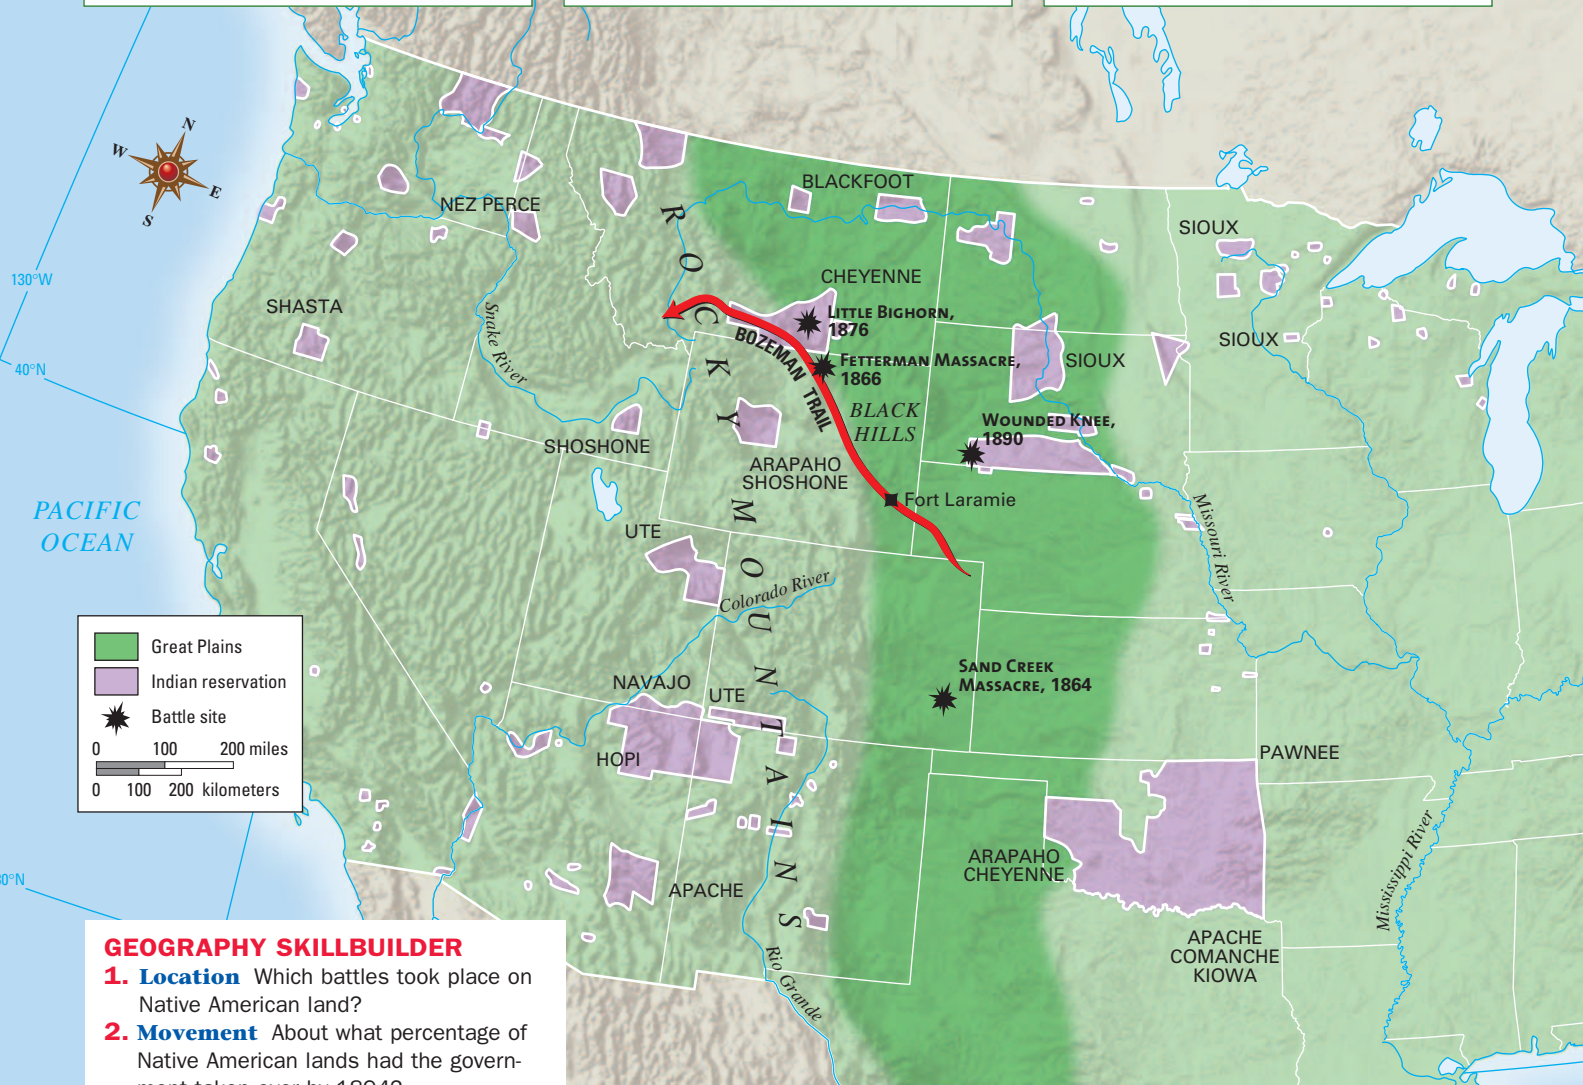 N
W
E
S
130°W
40°N
30°N
PACIFIC
OCEAN
NEZ PERCE
SHASTA
Snake River
SHOSHONE
UTE
ROCKY MOUNTAINS
BLACKFOOT
CHEYENNE
LITTLE BIGHORN,
1876
BOZEMAN TRAIL
FETTERMAN MASSACRE,
1866
BLACK
HILLS
SIOUX
SIOUX
SIOUX
WOUNDED KNEE,
1890
ARAPAHO
SHOSHONE
Fort Laramie
Missouri River
Colorado River
SAND CREEK
MASSACRE, 1864
NAVAJO
UTE
HOPI
APACHE
Rio Grande
PAWNEE
ARAPAHO
CHEYENNE
APACHE
COMANCHE
KIOWA
Mississippi River
Great Plains
Indian reservation
Battle site
0 100 200 miles
0 100 200 kilometers
GEOGRAPHY SKILLBUILDER
1. Location Which battles took place on
Native American land?
2. Movement About what percentage of
Native American lands had the govern-
ment taken over by 1894?